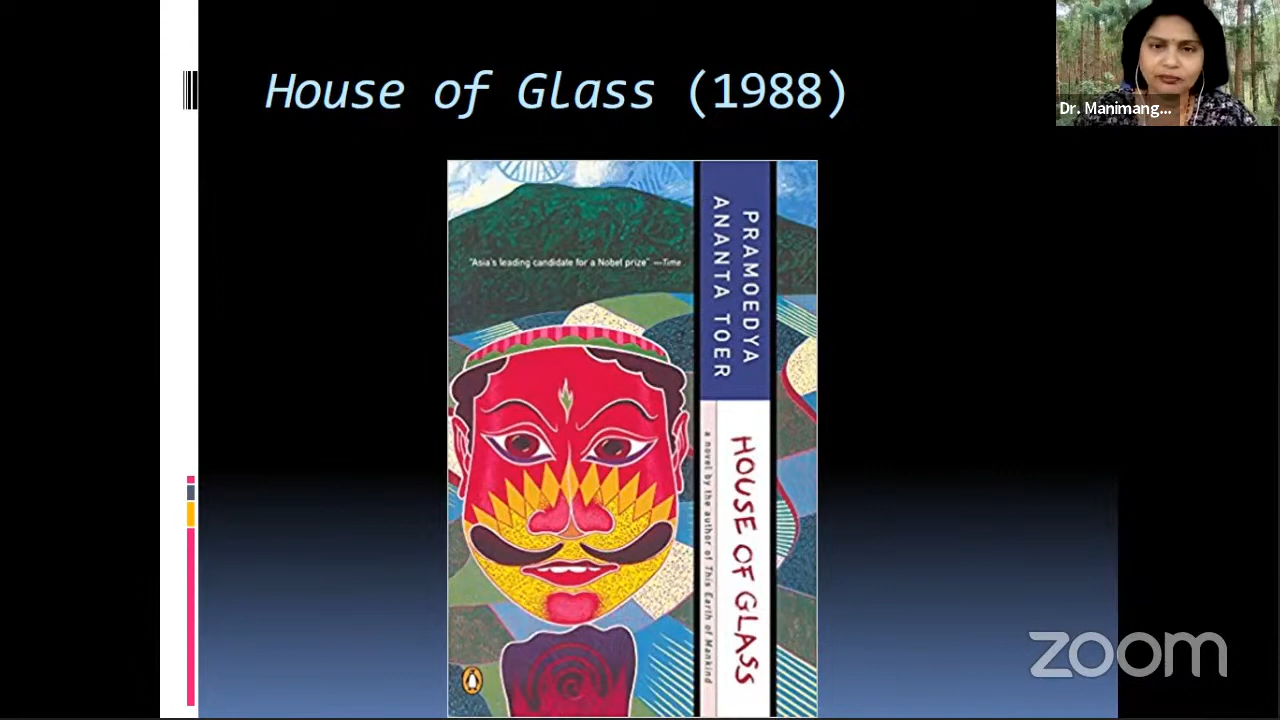 House of Glass (1988)
Dr. Manimang...
"Asia's leading candidate for a Nobel prize" —Time
PRAMOEDYA
ANANTA TOER
HOUSE OF GLASS
a novel by the author of This Earth of Mankind
zoom